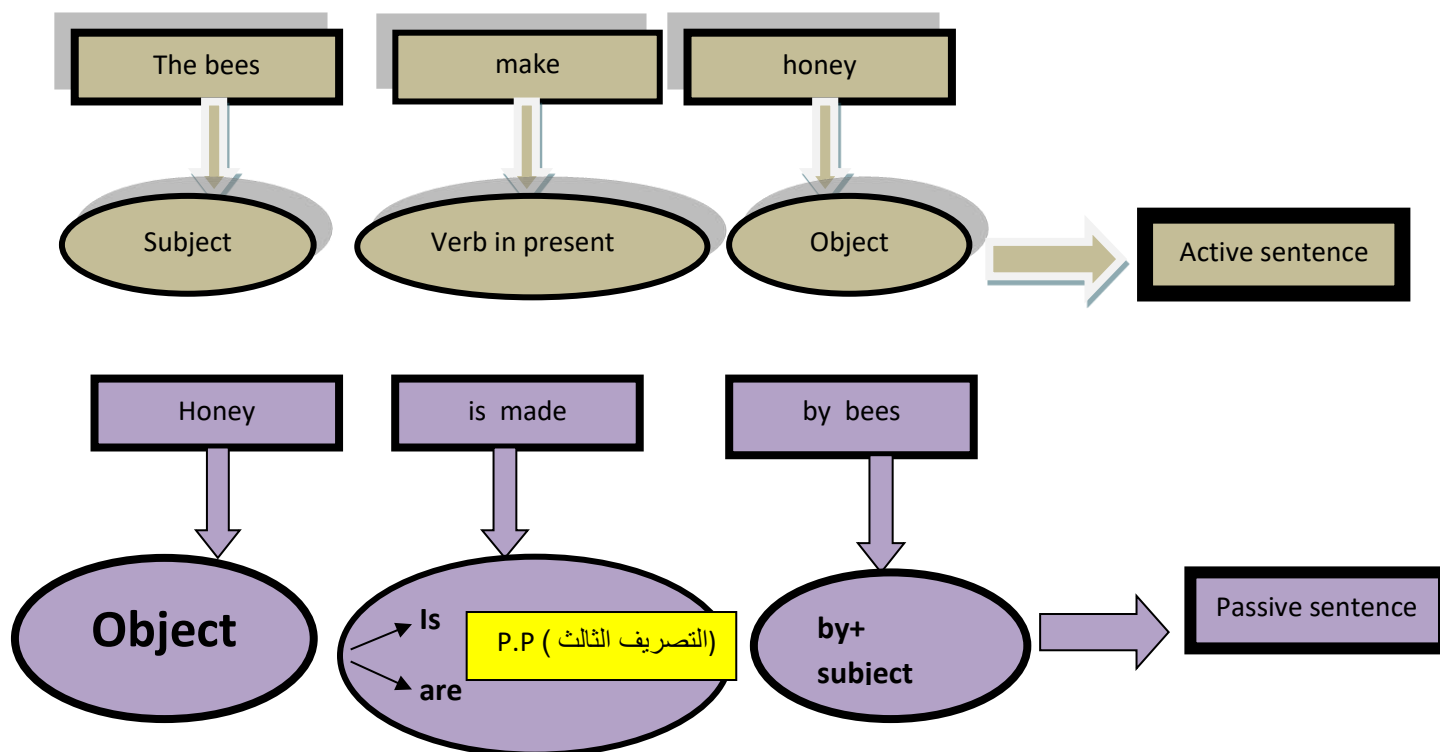 The bees
make
honey
Subject
Verb in present
Object
Active sentence
Honey
is made
by bees
Object
Is
are
P.P ( التصريف الثالث)
by+
subject
Passive sentence